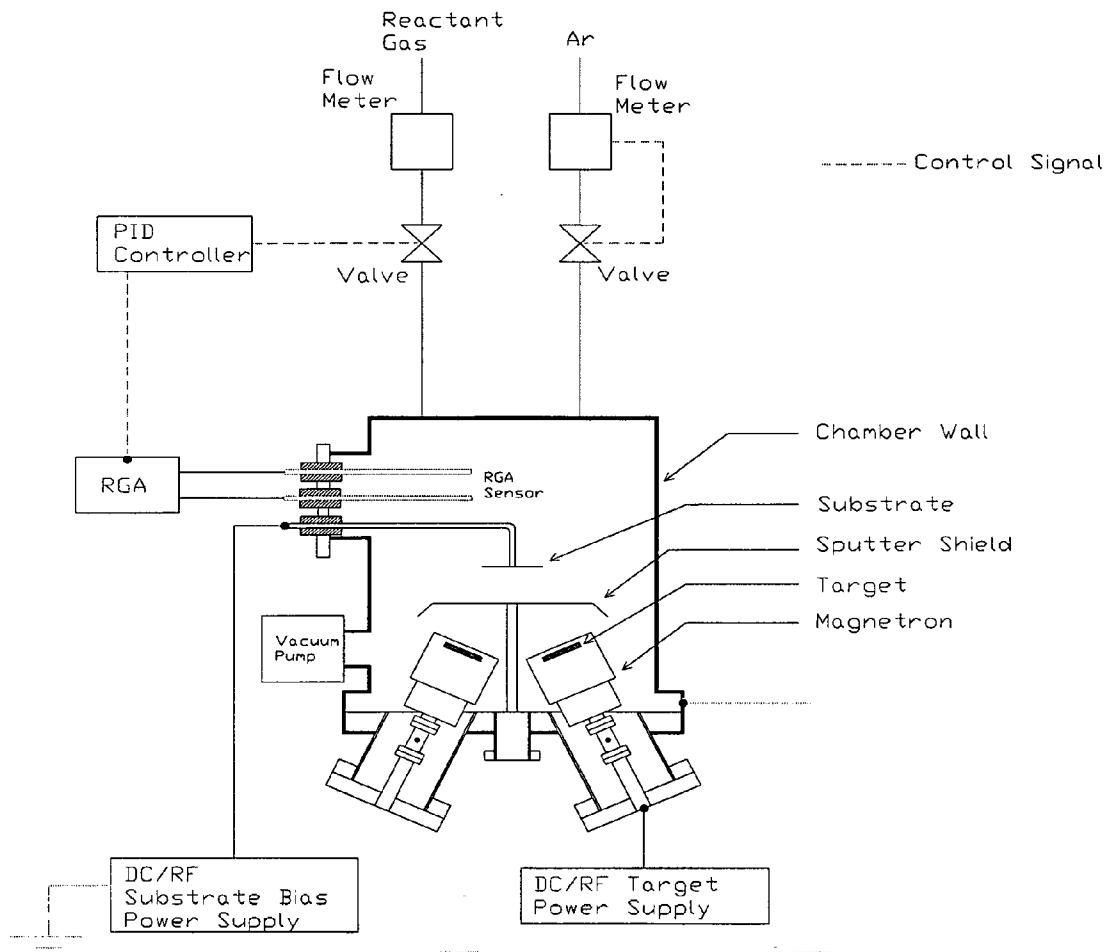 Reactant
Gas
Ar
Flow
Meter
Flow
Meter
Control Signal
PID
Controller
Valve
Valve
Chamber Wall
RGA
RGA
Sensor
Substrate
Sputter Shield
Target
Magnetron
Vacuum
Pump
DC/RF
Substrate Bias
Power Supply
DC/RF Target
Power Supply